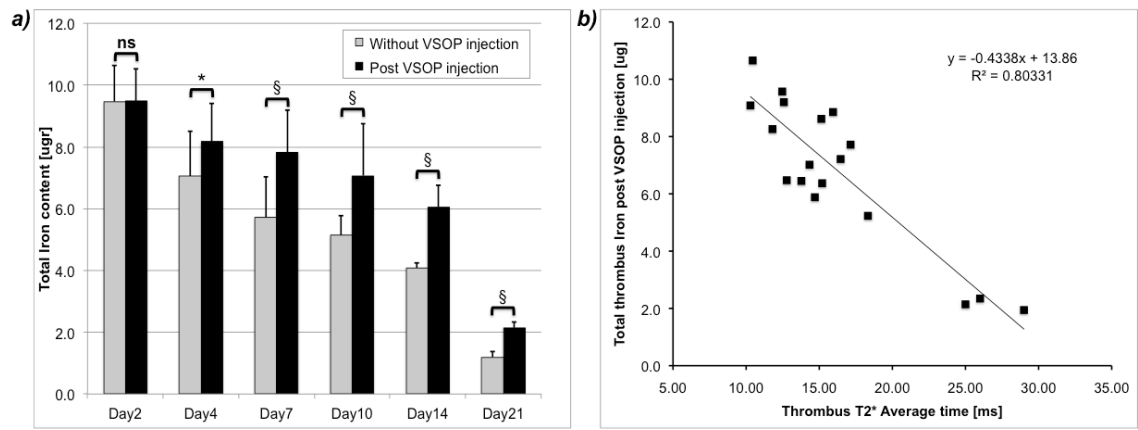 a)
12.0
10.0
8.0
6.0
4.0
2.0
0.0
Total Iron content [ugr]
Without VSOP injection
Post VSOP injection
ns
*
§
§
§
§
Day2 Day4 Day7 Day10 Day14 Day21
b)
12.0
10.0
8.0
6.0
4.0
2.0
0.0
Total thrombus Iron post VSOP injection [ug]
y = -0.4338x + 13.86
R² = 0.80331
5.00 10.00 15.00 20.00 25.00 30.00 35.00
Thrombus T2* Average time [ms]